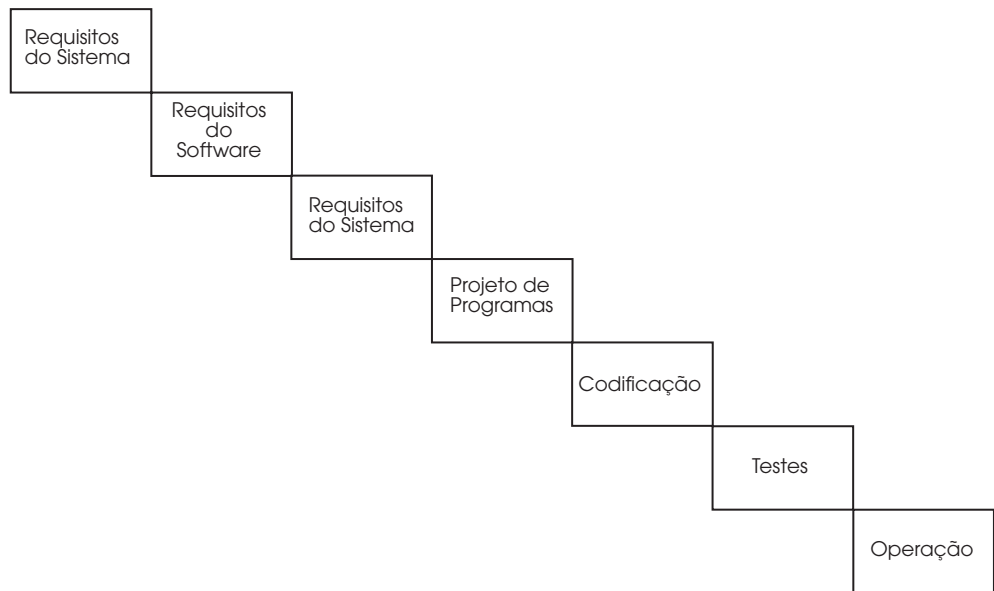 Requisitos
do Sistema
Requisitos
do
Software
Requisitos
do Sistema
Projeto de
Programas
Codificação
Testes
Operação